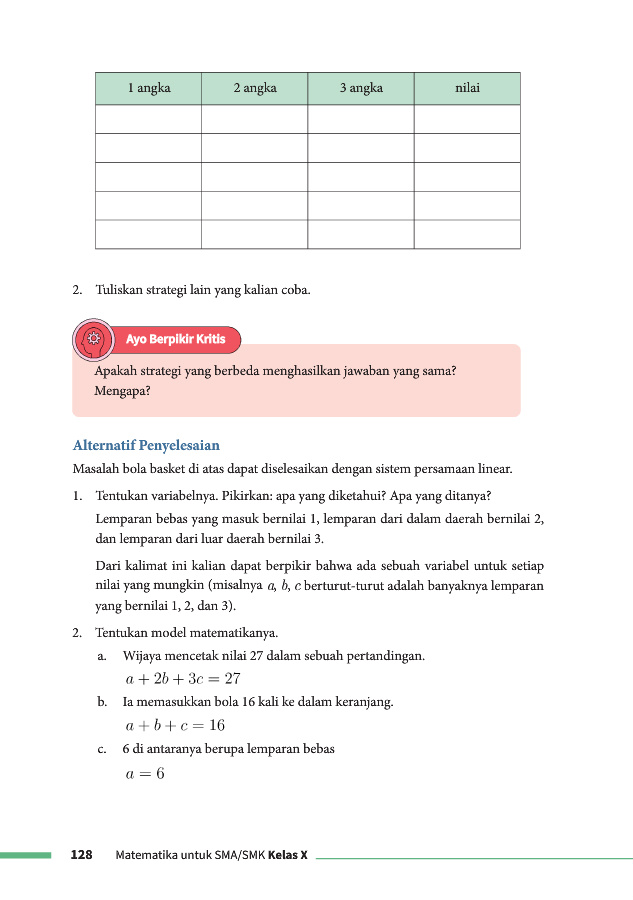 1 angka 2 angka 3 angka nilai
2. Tuliskan strategi lain yang kalian coba.
Ayo Berpikir Kritis
Apakah strategi yang berbeda menghasilkan jawaban yang sama?
Mengapa?
Alternatif Penyelesaian
Masalah bola basket di atas dapat diselesaikan dengan sistem persamaan linear.
1. Tentukan variabelnya. Pikirkan: apa yang diketahui? Apa yang ditanya?
Lemparan bebas yang masuk bernilai 1, lemparan dari dalam daerah bernilai 2,
dan lemparan dari luar daerah bernilai 3.
Dari kalimat ini kalian dapat berpikir bahwa ada sebuah variabel untuk setiap
nilai yang mungkin (misalnya a, b, c berturut-turut adalah banyaknya lemparan
yang bernilai 1, 2, dan 3).
2. Tentukan model matematikanya.
a. Wijaya mencetak nilai 27 dalam sebuah pertandingan.
a + 2b + 3c = 27
b. Ia memasukkan bola 16 kali ke dalam keranjang.
a + b + c = 16
c. 6 di antaranya berupa lemparan bebas
a = 6
128 Matematika untuk SMA/SMK Kelas X